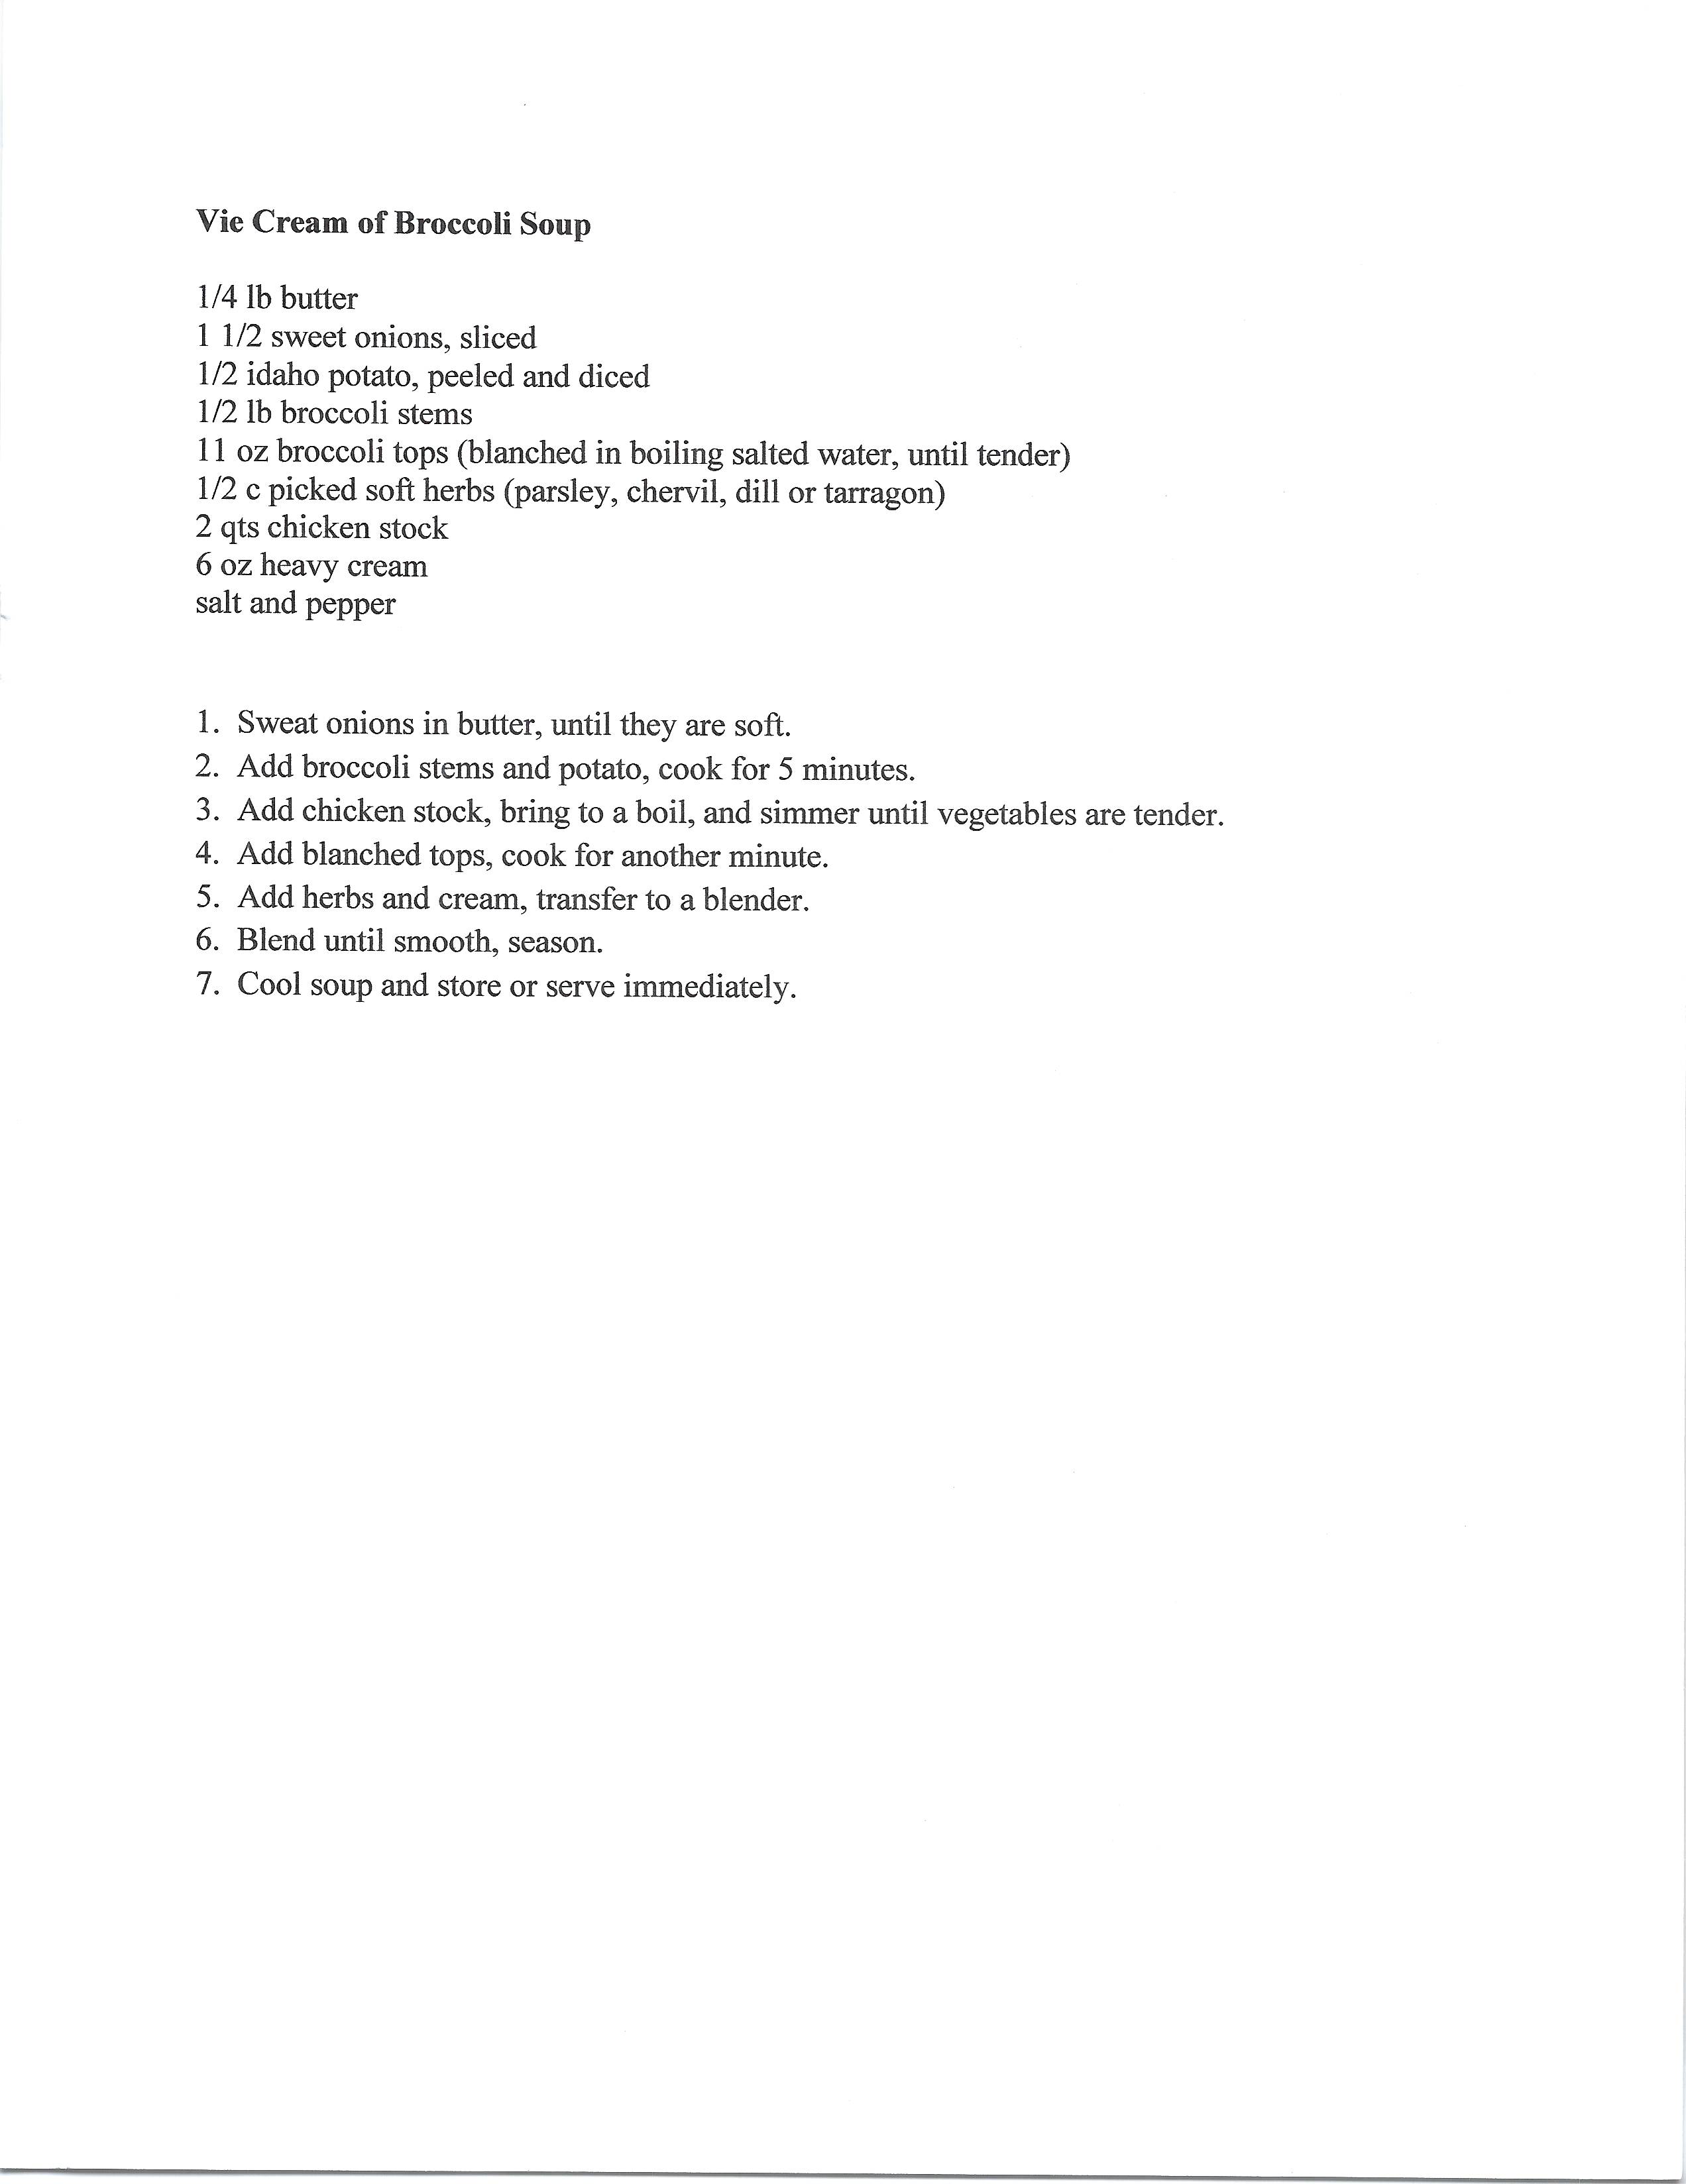 Vie Cream of Broccoli Soup
1/4 lb butter
1 1/2 sweet onions, sliced
1/2 idaho potato, peeled and diced
1/2 lb broccoli stems
11 oz broccoli tops (blanched in boiling salted water, until tender)
1/2 c picked soft herbs (parsley, chervil, dill or tarragon)
2 qts chicken stock
6 oz heavy cream
salt and pepper
1. Sweat onions in butter, until they are soft.
2. Add broccoli stems and potato, cook for 5 minutes.
3. Add chicken stock, bring to a boil, and simmer until vegetables are tender.
4. Add blanched tops, cook for another minute.
5. Add herbs and cream, transfer to a blender.
6. Blend until smooth, season.
7. Cool soup and store or serve immediately.